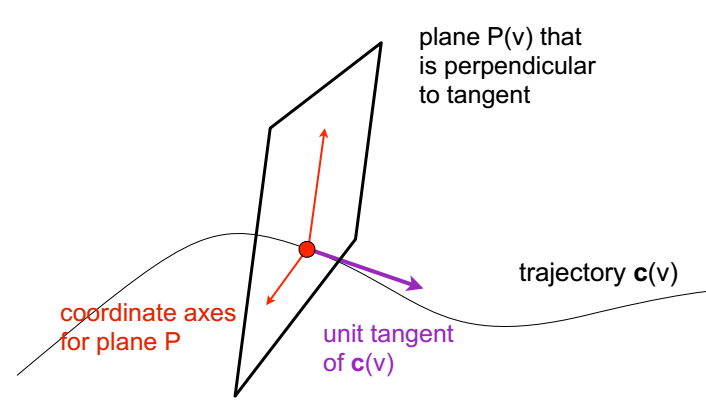 plane P(v) that
is perpendicular
to tangent
trajectory c(v)
coordinate axes
for plane P
unit tangent
of c(v)